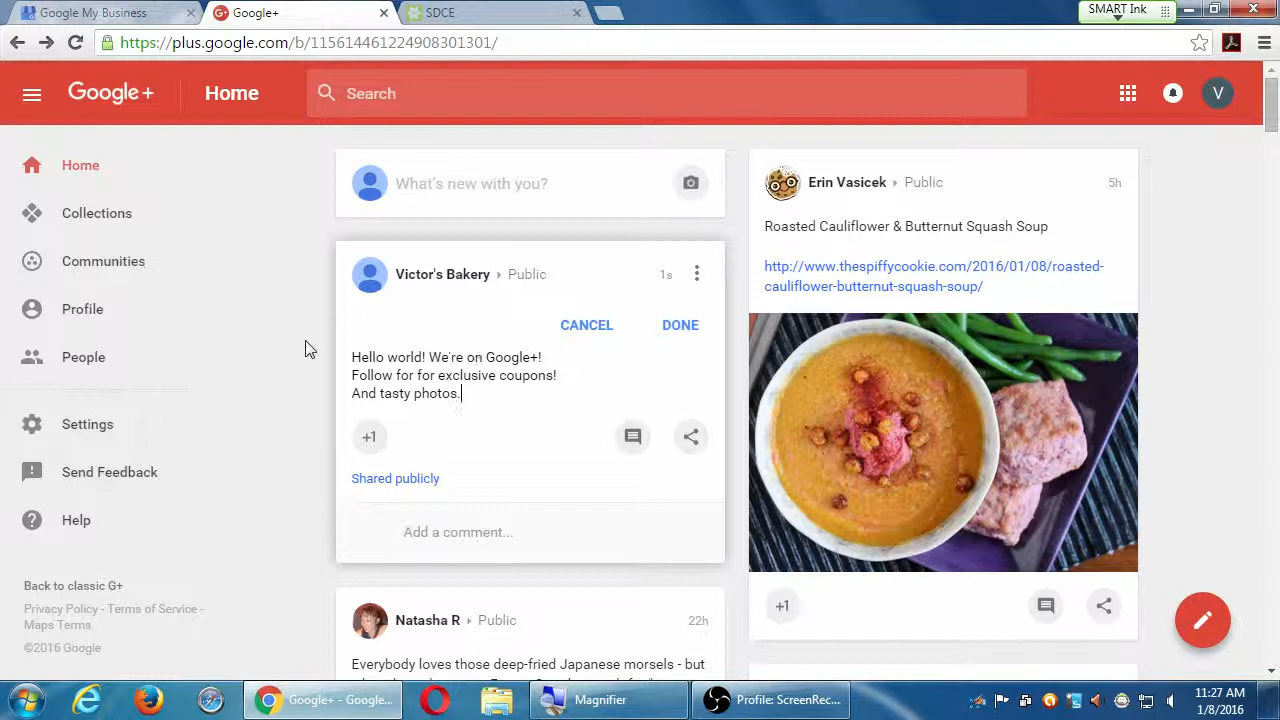 Google My Business
Google+
SDCE
SMART Ink
https://plus.google.com/b/115614461224908301301/
Google+
Home
Search
V
Home
Collections
Communities
Profile
People
Settings
Send Feedback
Help
Back to classic G+
Privacy Policy - Terms of Service -
Maps Terms
©2016 Google
What's new with you?
Victor's Bakery
Public
1s
CANCEL
DONE
Hello world! We're on Google+!
Follow for for exclusive coupons!
And tasty photos.
+1
Shared publicly
Add a comment...
Natasha R
Public
22h
Everybody loves those deep-fried Japanese morsels - but
Erin Vasicek
Public
5h
Roasted Cauliflower & Butternut Squash Soup
http://www.thespiffycookie.com/2016/01/08/roasted-
cauliflower-butternut-squash-soup/
+1
Google+ - Google...
Magnifier
Profile: ScreenRec...
11:27 AM
1/8/2016